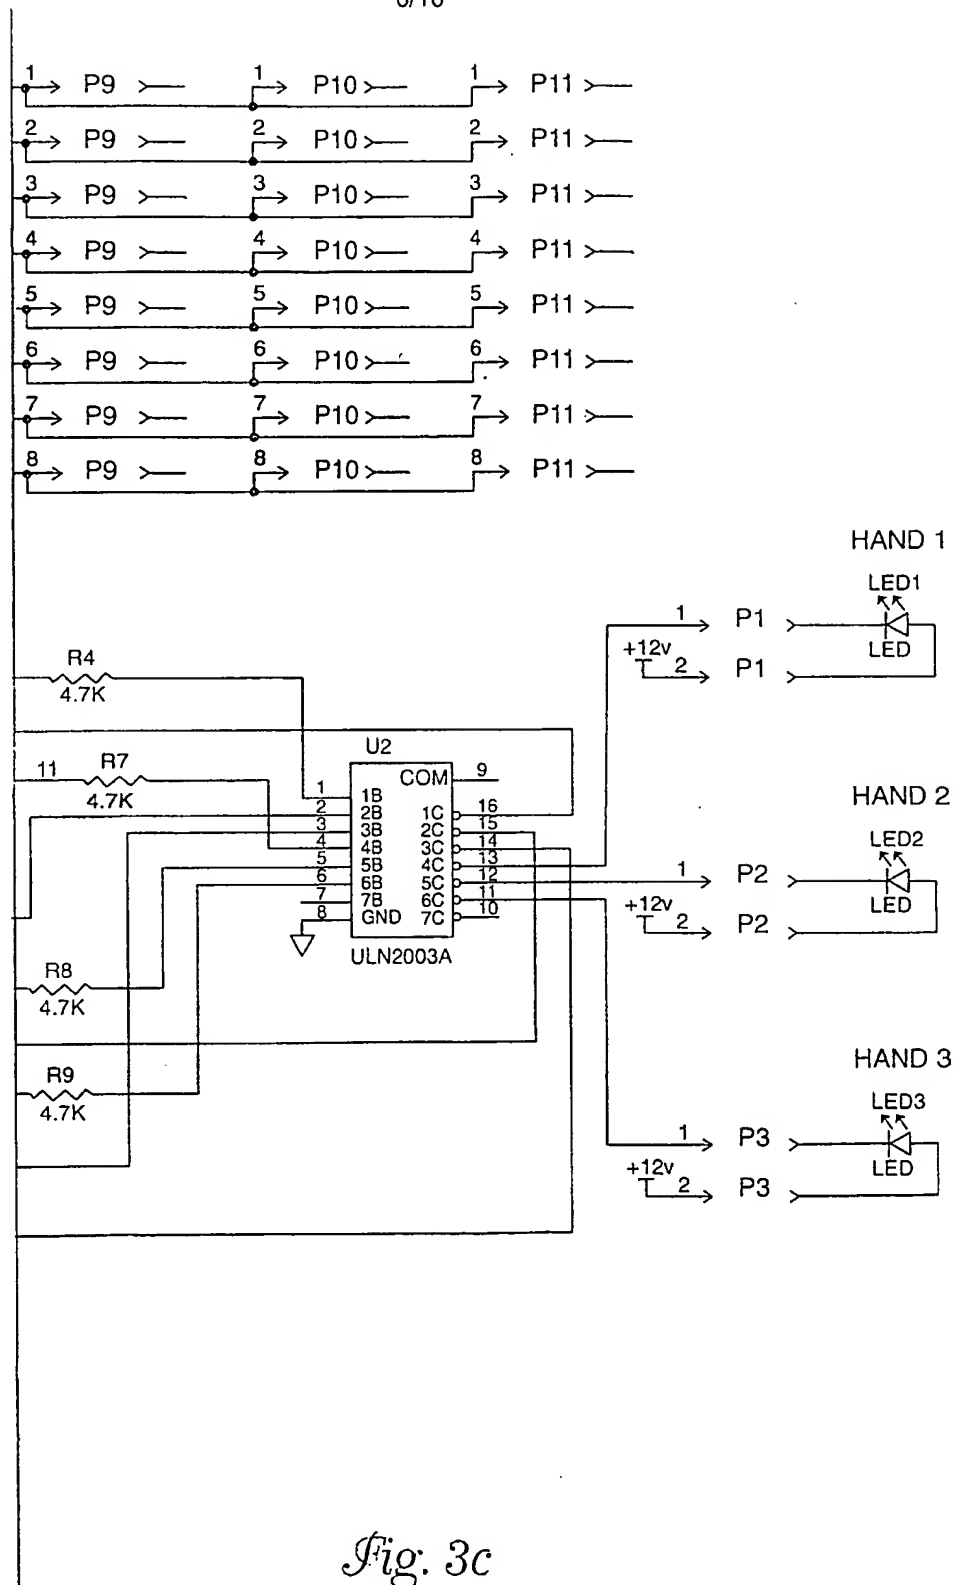 1 P9 1 P10 1 P11
2 P9 2 P10 2 P11
3 P9 3 P10 3 P11
4 P9 4 P10 4 P11
5 P9 5 P10 5 P11
6 P9 6 P10 6 P11
7 P9 7 P10 7 P11
8 P9 8 P10 8 P11
HAND 1
LED1
1 P1
LED
+12v
2 P1
R4
4.7K
U2
11 R7
4.7K
COM 9
1 1B
2 2B
3 3B
4 4B
5 5B
6 6B
7 7B
8 GND
1C 16
2C 15
3C 14
4C 13
5C 12
6C 11
7C 10
ULN2003A
HAND 2
LED2
1 P2
LED
+12v
2 P2
R8
4.7K
R9
4.7K
HAND 3
LED3
1 P3
LED
+12v
2 P3
Fig. 3c